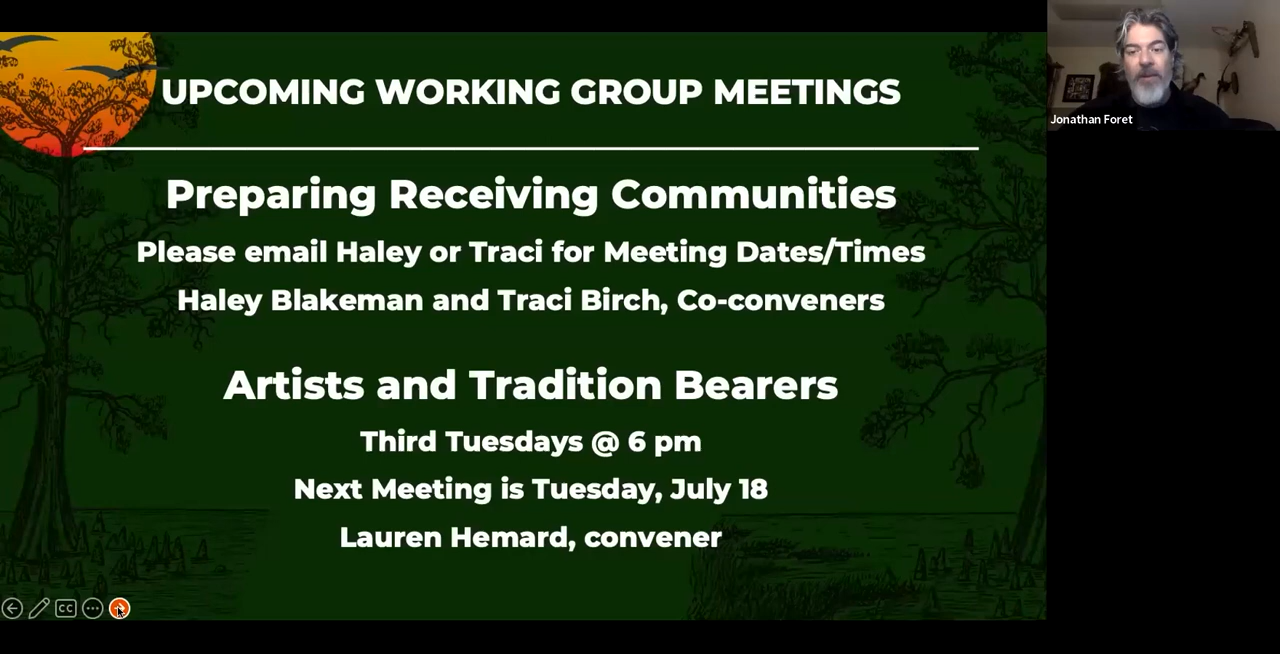 UPCOMING WORKING GROUP MEETINGS
Preparing Receiving Communities
Please email Haley or Traci for Meeting Dates/Times
Haley Blakeman and Traci Birch, Co-conveners
Artists and Tradition Bearers
Third Tuesdays @ 6 pm
Next Meeting is Tuesday, July 18
Lauren Hemard, convener
CC
Jonathan Foret